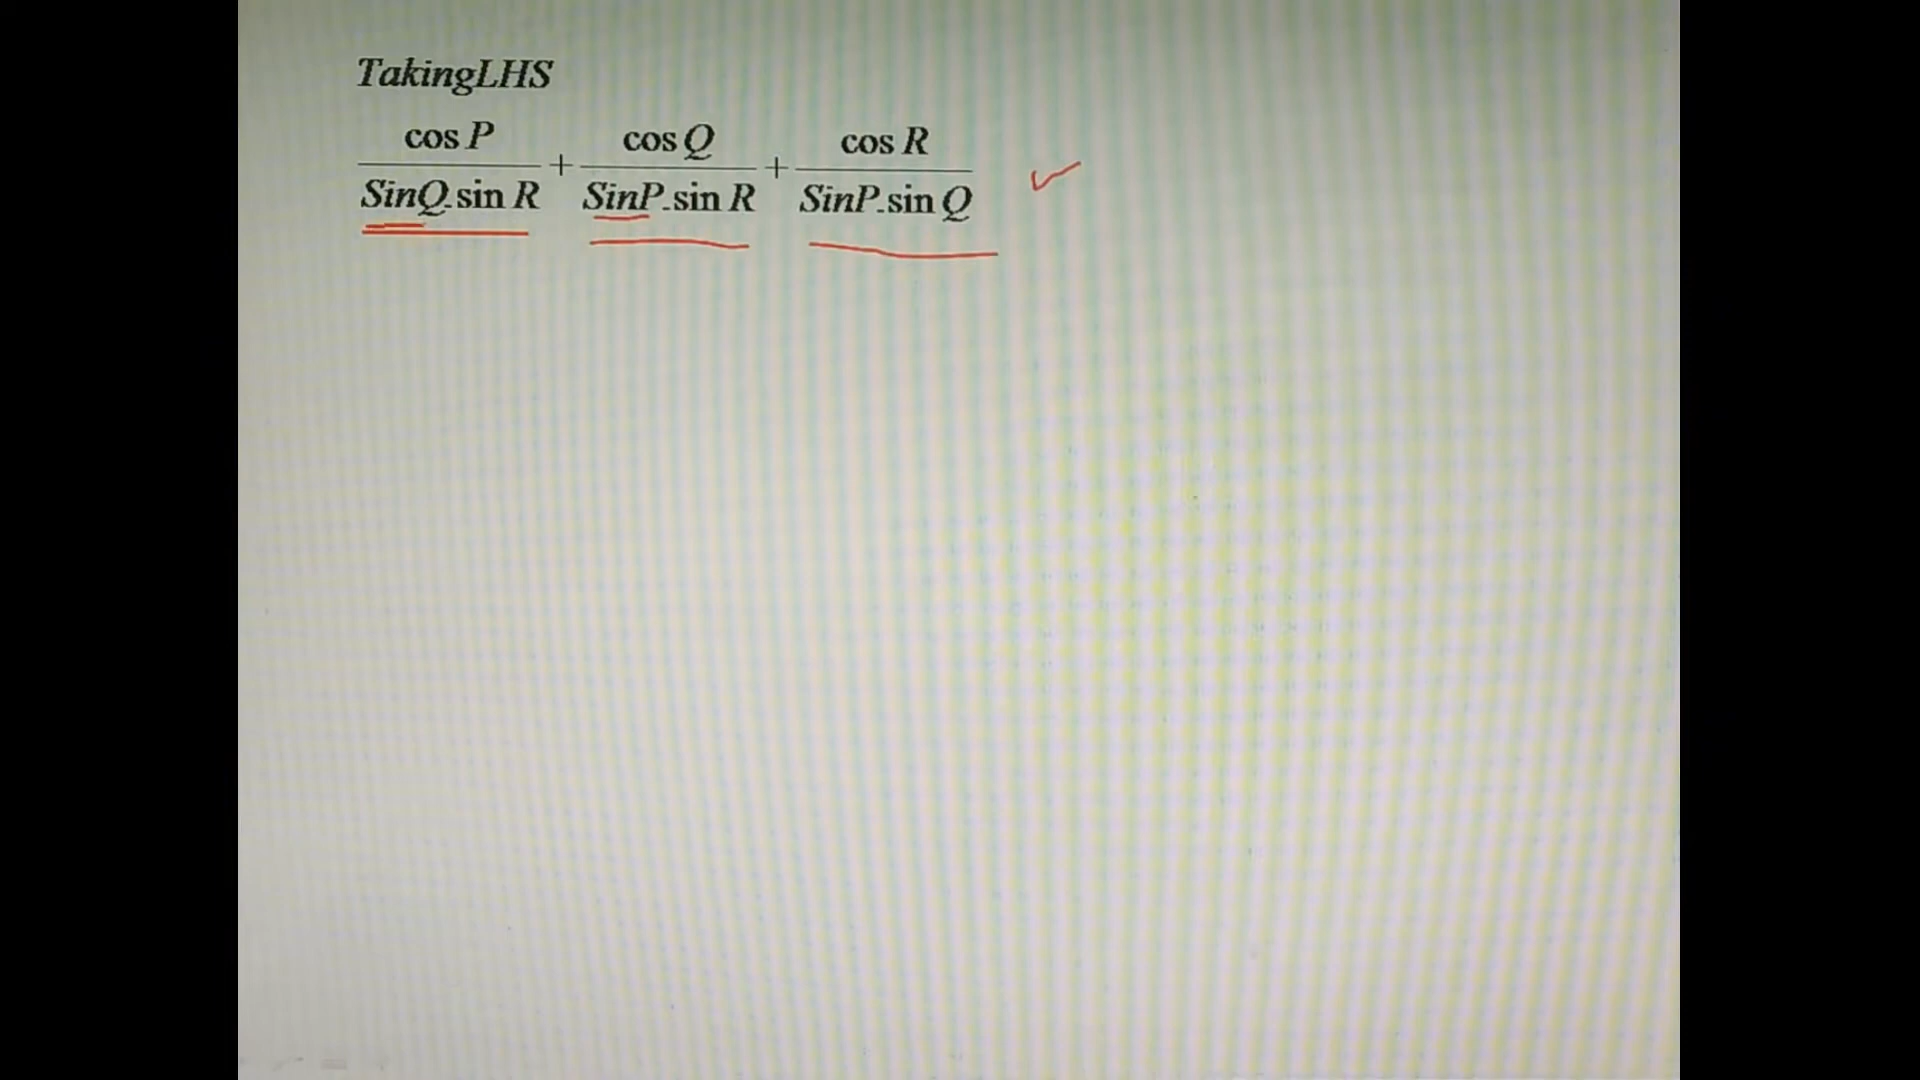 TakingLHS
cos P / SinQ.sin R + cos Q / SinP.sin R + cos R / SinP.sin Q